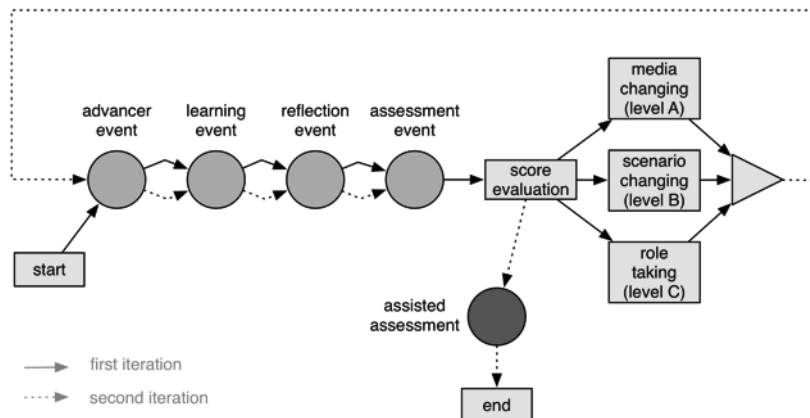 media
changing
(level A)
advancer
event
learning
event
reflection
event
assessment
event
score
evaluation
scenario
changing
(level B)
start
role
taking
(level C)
assisted
assessment
first iteration
second iteration
end